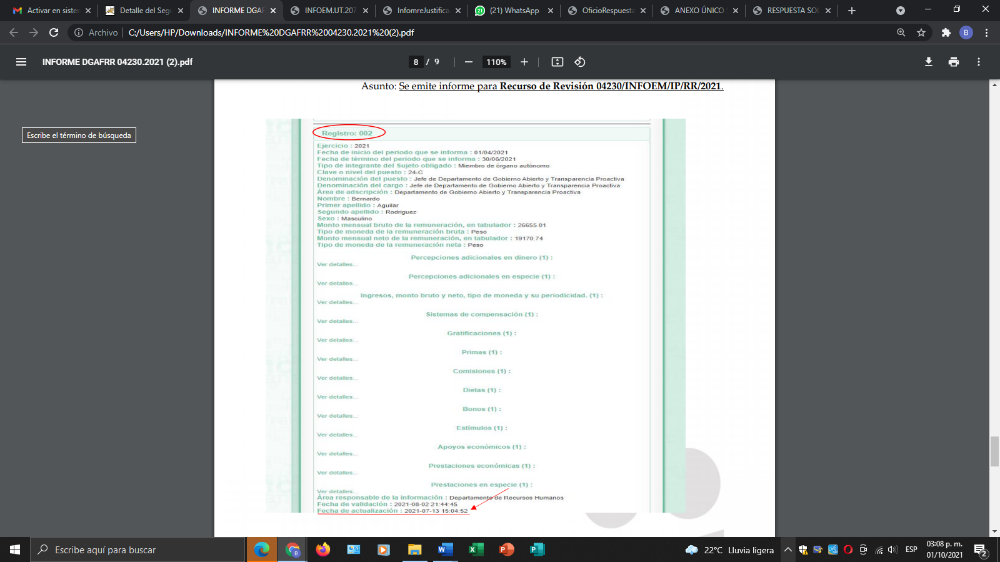 Activar en sister
Detalle del Segu
INFORME DGAF
INFOEM.UT.207
InfomreJustifica
(21) WhatsApp
OficioRespuesta
ANEXO ÚNICO
RESPUESTA SOL
Archivo
C:/Users/HP/Downloads/INFORME%20DGAFRR%2004230.2021%20(2).pdf
B
INFORME DGAFRR 04230.2021 (2).pdf
8 / 9
110%
Asunto: Se emite informe para Recurso de Revisión 04230/INFOEM/IP/RR/2021.
Escribe el término de búsqueda
Registro: 002
Ejercicio : 2021
Fecha de inicio del periodo que se informa : 01/04/2021
Fecha de término del periodo que se informa : 30/06/2021
Tipo de integrante del Sujeto obligado : Miembro de órgano autónomo
Clave o nivel del puesto : 24-C
Denominación del puesto : Jefe de Departamento de Gobierno Abierto y Transparencia Proactiva
Denominación del cargo : Jefe de Departamento de Gobierno Abierto y Transparencia Proactiva
Área de adscripción : Departamento de Gobierno Abierto y Transparencia Proactiva
Nombre : Bernardo
Primer apellido : Aguilar
Segundo apellido : Rodriguez
Sexo : Masculino
Monto mensual bruto de la remuneración, en tabulador : 26655.01
Tipo de moneda de la remuneración bruta : Peso
Monto mensual neto de la remuneración, en tabulador : 19170.74
Tipo de moneda de la remuneración neta : Peso
Percepciones adicionales en dinero (1) :
Ver detalles...
Percepciones adicionales en especie (1) :
Ver detalles...
Ingresos, monto bruto y neto, tipo de moneda y su periodicidad. (1) :
Ver detalles...
Sistemas de compensación (1) :
Ver detalles...
Gratificaciones (1) :
Ver detalles...
Primas (1) :
Ver detalles...
Comisiones (1) :
Ver detalles...
Dietas (1) :
Ver detalles...
Bonos (1) :
Ver detalles...
Estímulos (1) :
Ver detalles...
Apoyos económicos (1) :
Ver detalles...
Prestaciones económicas (1) :
Ver detalles...
Prestaciones en especie (1) :
Ver detalles...
Área responsable de la información : Departamento de Recursos Humanos
Fecha de validación : 2021-08-02 21:44:45
Fecha de actualización : 2021-07-13 15:04:52
Escribe aquí para buscar
22°C Lluvia ligera
ESP
03:08 p. m.
01/10/2021
2